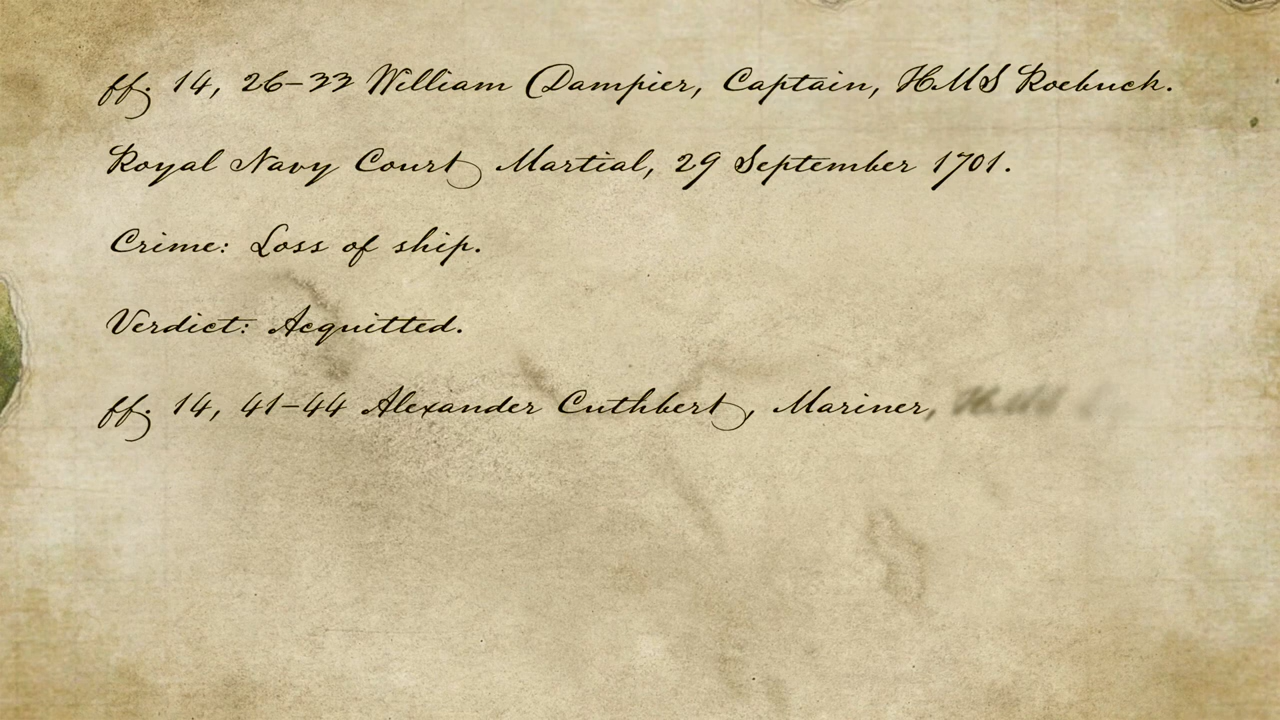 ff. 14, 26-33 William Dampier, Captain, HMS Roebuck.
Royal Navy Court Martial, 29 September 1701.
Crime: Loss of ship.
Verdict: Acquitted.
ff. 14, 41-44 Alexander Cuthbert, Mariner,